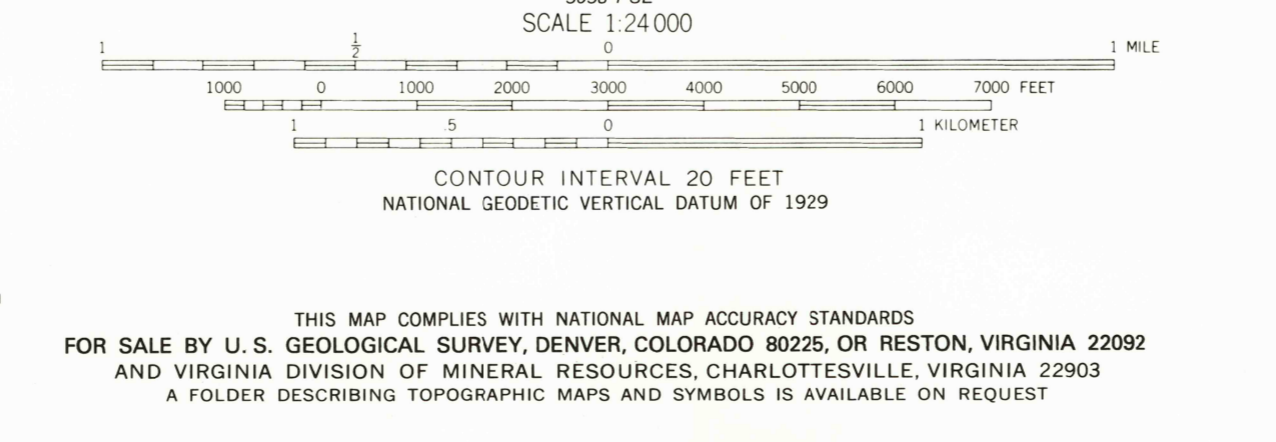 SCALE 1:24 000
1 1/2 0 1 MILE
1000 0 1000 2000 3000 4000 5000 6000 7000 FEET
1 .5 0 1 KILOMETER
CONTOUR INTERVAL 20 FEET
NATIONAL GEODETIC VERTICAL DATUM OF 1929
THIS MAP COMPLIES WITH NATIONAL MAP ACCURACY STANDARDS
FOR SALE BY U. S. GEOLOGICAL SURVEY, DENVER, COLORADO 80225, OR RESTON, VIRGINIA 22092
AND VIRGINIA DIVISION OF MINERAL RESOURCES, CHARLOTTESVILLE, VIRGINIA 22903
A FOLDER DESCRIBING TOPOGRAPHIC MAPS AND SYMBOLS IS AVAILABLE ON REQUEST